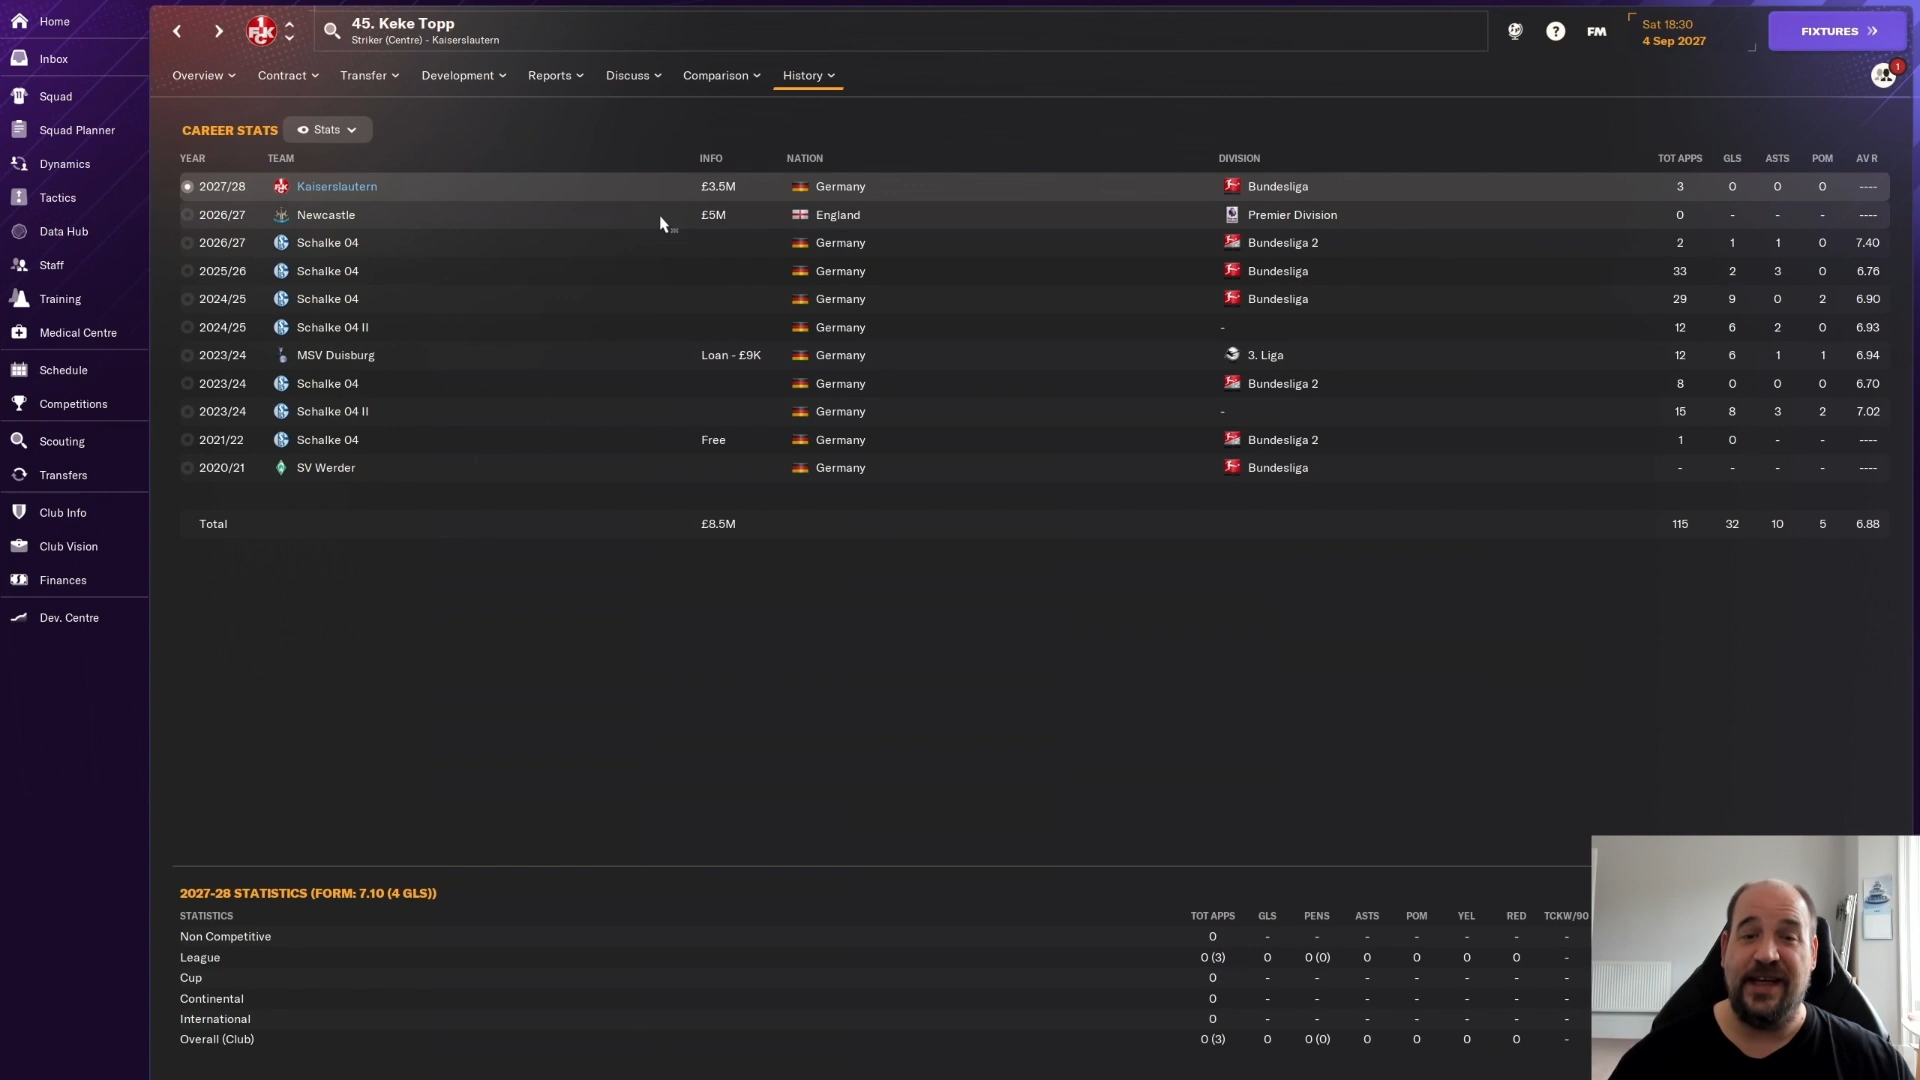 Home
Inbox
Squad
Squad Planner
Dynamics
Tactics
Data Hub
Staff
Training
Medical Centre
Schedule
Competitions
Scouting
Transfers
Club Info
Club Vision
Finances
Dev. Centre
45. Keke Topp
Striker (Centre) - Kaiserslautern
FM
Sat 18:30
4 Sep 2027
FIXTURES
1
Overview Contract Transfer Development Reports Discuss Comparison History
CAREER STATS Stats
YEAR TEAM INFO NATION DIVISION TOT APPS GLS ASTS POM AV R
2027/28 Kaiserslautern £3.5M Germany Bundesliga 3 0 0 0 ----
2026/27 Newcastle £5M England Premier Division 0 - - - ----
2026/27 Schalke 04 Germany Bundesliga 2 2 1 1 0 7.40
2025/26 Schalke 04 Germany Bundesliga 33 2 3 0 6.76
2024/25 Schalke 04 Germany Bundesliga 29 9 0 2 6.90
2024/25 Schalke 04 II Germany - 12 6 2 0 6.93
2023/24 MSV Duisburg Loan - £9K Germany 3. Liga 12 6 1 1 6.94
2023/24 Schalke 04 Germany Bundesliga 2 8 0 0 0 6.70
2023/24 Schalke 04 II Germany - 15 8 3 2 7.02
2021/22 Schalke 04 Free Germany Bundesliga 2 1 0 - - ----
2020/21 SV Werder Germany Bundesliga - - - - ----
Total £8.5M 115 32 10 5 6.88
2027-28 STATISTICS (FORM: 7.10 (4 GLS))
STATISTICS TOT APPS GLS PENS ASTS POM YEL RED TCKW/90
Non Competitive 0 - - - - - - -
League 0 (3) 0 0 (0) 0 0 0 0 -
Cup 0 - - - - - - -
Continental 0 - - - - - - -
International 0 - - - - - - -
Overall (Club) 0 (3) 0 0 (0) 0 0 0 0 -